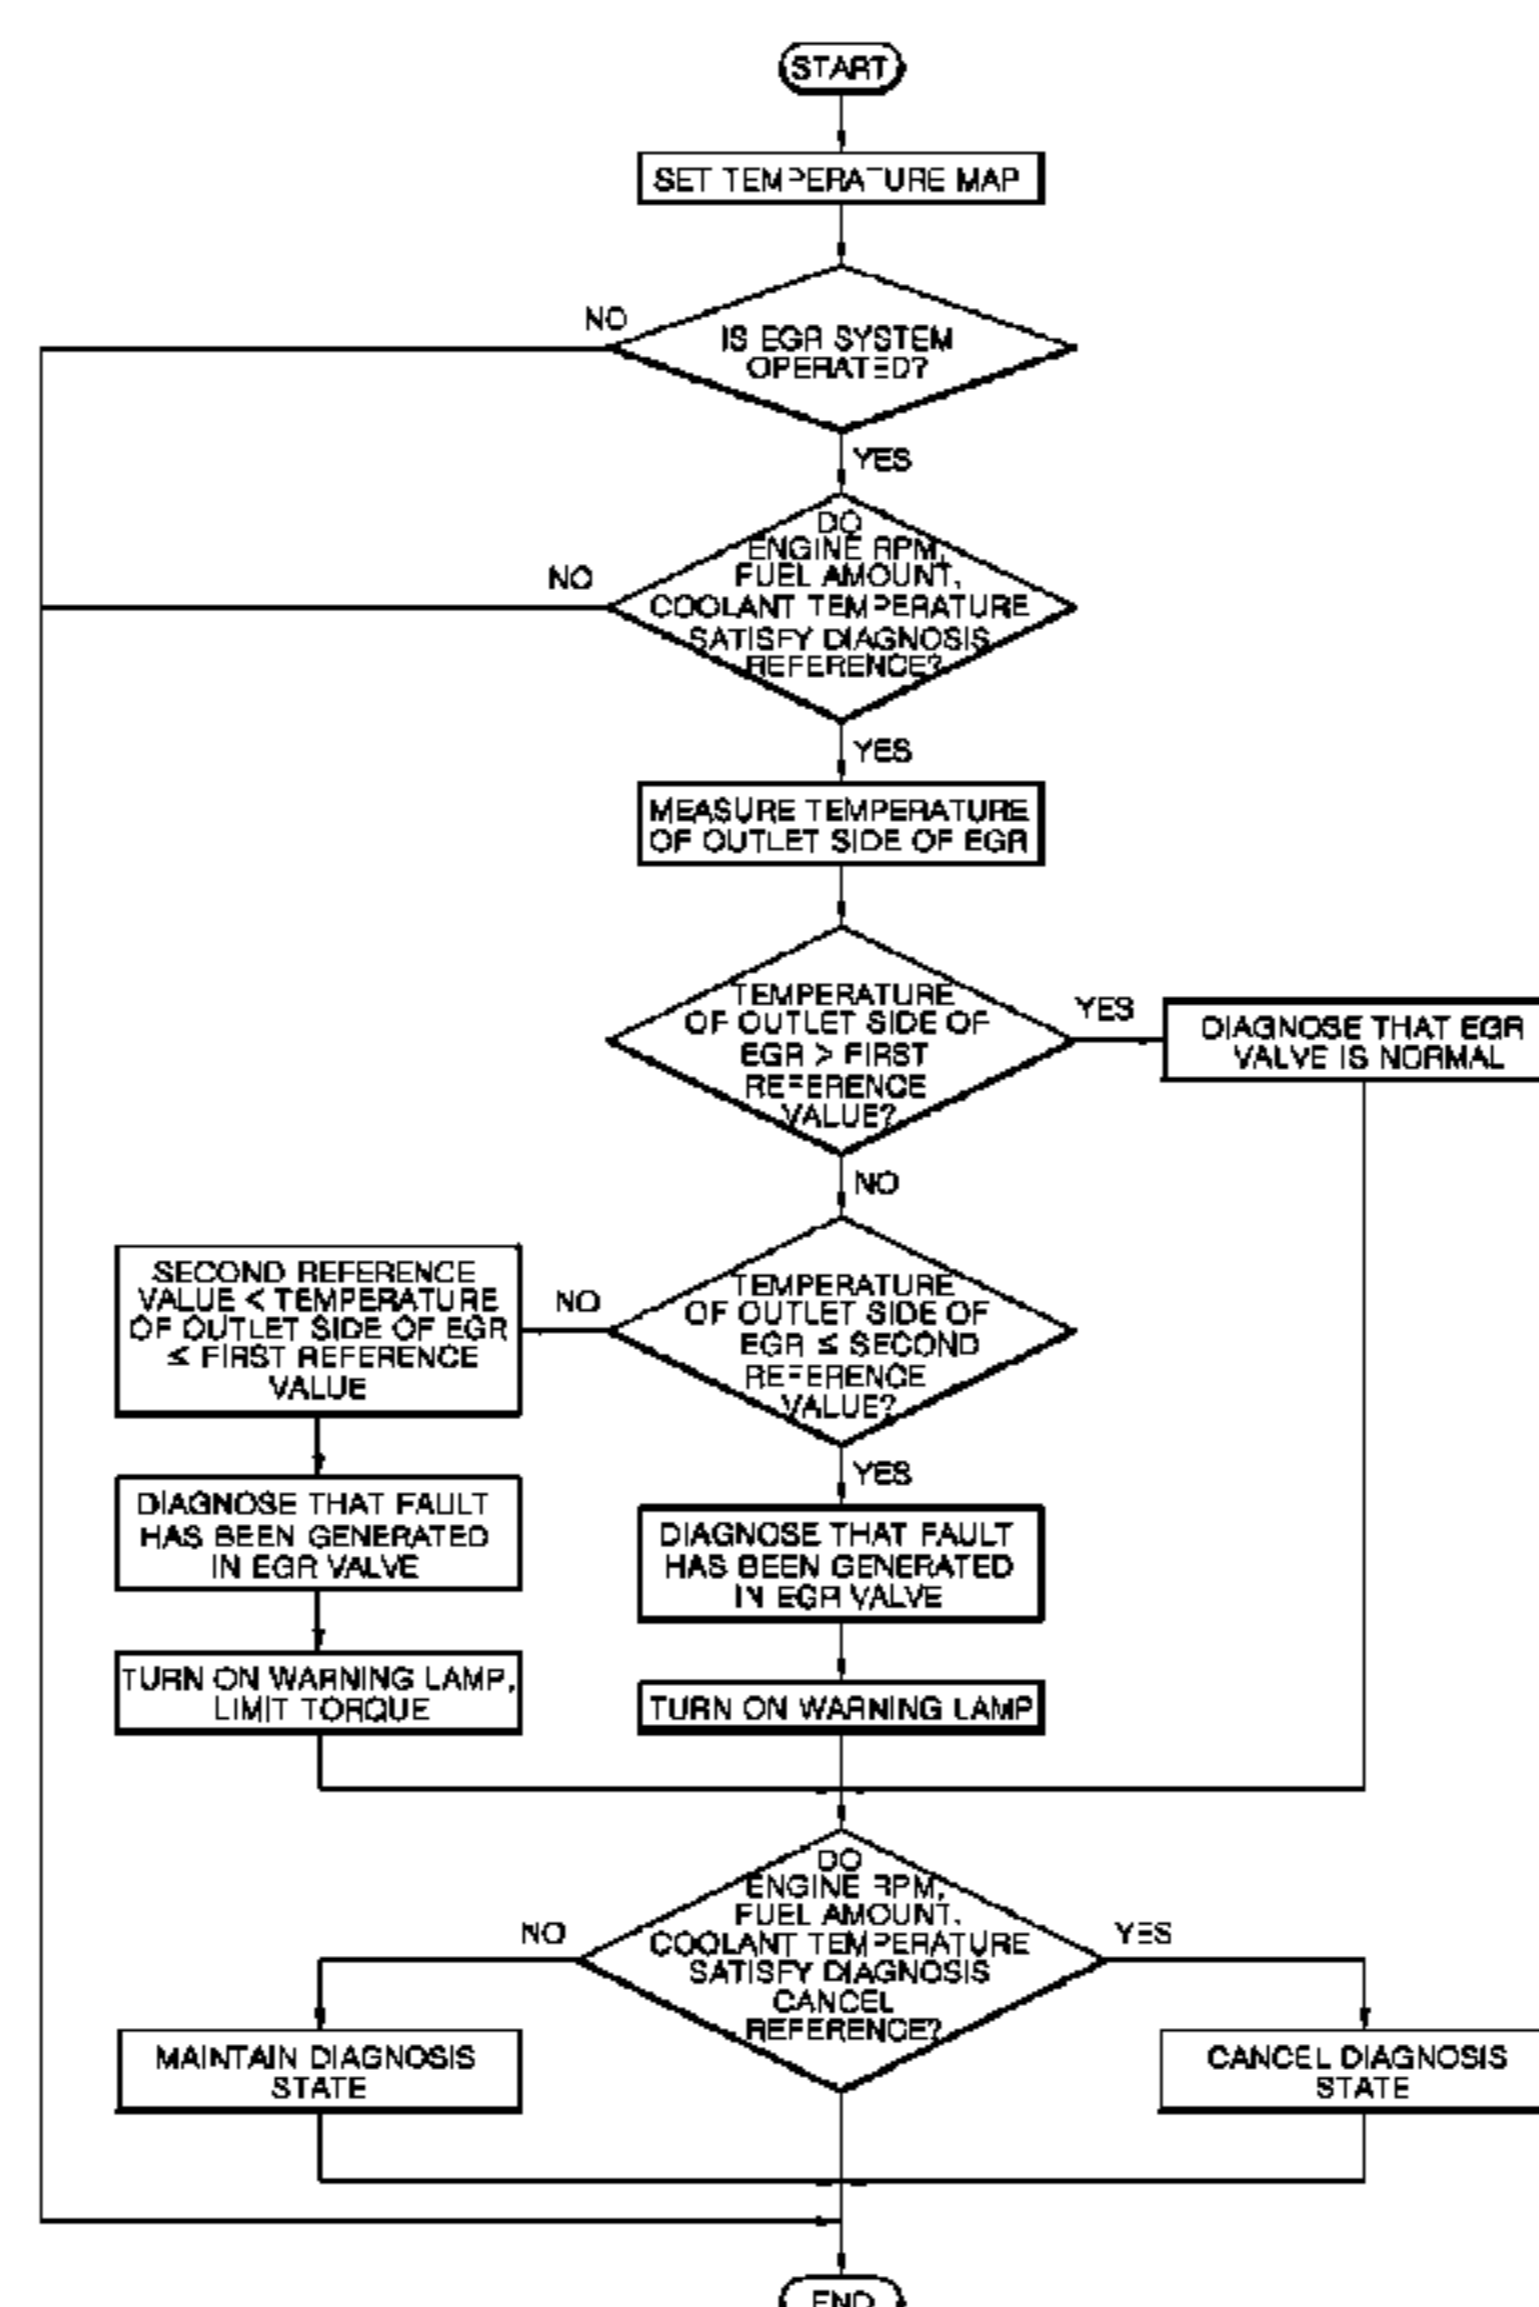 START
SET TEMPERATURE MAP
NO
IS EGR SYSTEM
OPERATED?
YES
DO
ENGINE RPM,
FUEL AMOUNT,
NO
COOLANT TEMPERATURE
SATISFY DIAGNOSIS
REFERENCE?
YES
MEASURE TEMPERATURE
OF OUTLET SIDE OF EGR
TEMPERATURE
OF OUTLET SIDE OF
EGR > FIRST
REFERENCE
VALUE?
YES
DIAGNOSE THAT EGR
VALVE IS NORMAL
NO
SECOND REFERENCE
VALUE < TEMPERATURE
OF OUTLET SIDE OF EGR
≤ FIRST REFERENCE
VALUE
NO
TEMPERATURE
OF OUTLET SIDE OF
EGR ≤ SECOND
REFERENCE
VALUE?
YES
DIAGNOSE THAT FAULT
HAS BEEN GENERATED
IN EGR VALVE
DIAGNOSE THAT FAULT
HAS BEEN GENERATED
IN EGR VALVE
TURN ON WARNING LAMP,
LIMIT TORQUE
TURN ON WARNING LAMP
DO
ENGINE RPM,
FUEL AMOUNT,
COOLANT TEMPERATURE
SATISFY DIAGNOSIS
CANCEL
REFERENCE?
NO
YES
MAINTAIN DIAGNOSIS
STATE
CANCEL DIAGNOSIS
STATE
END